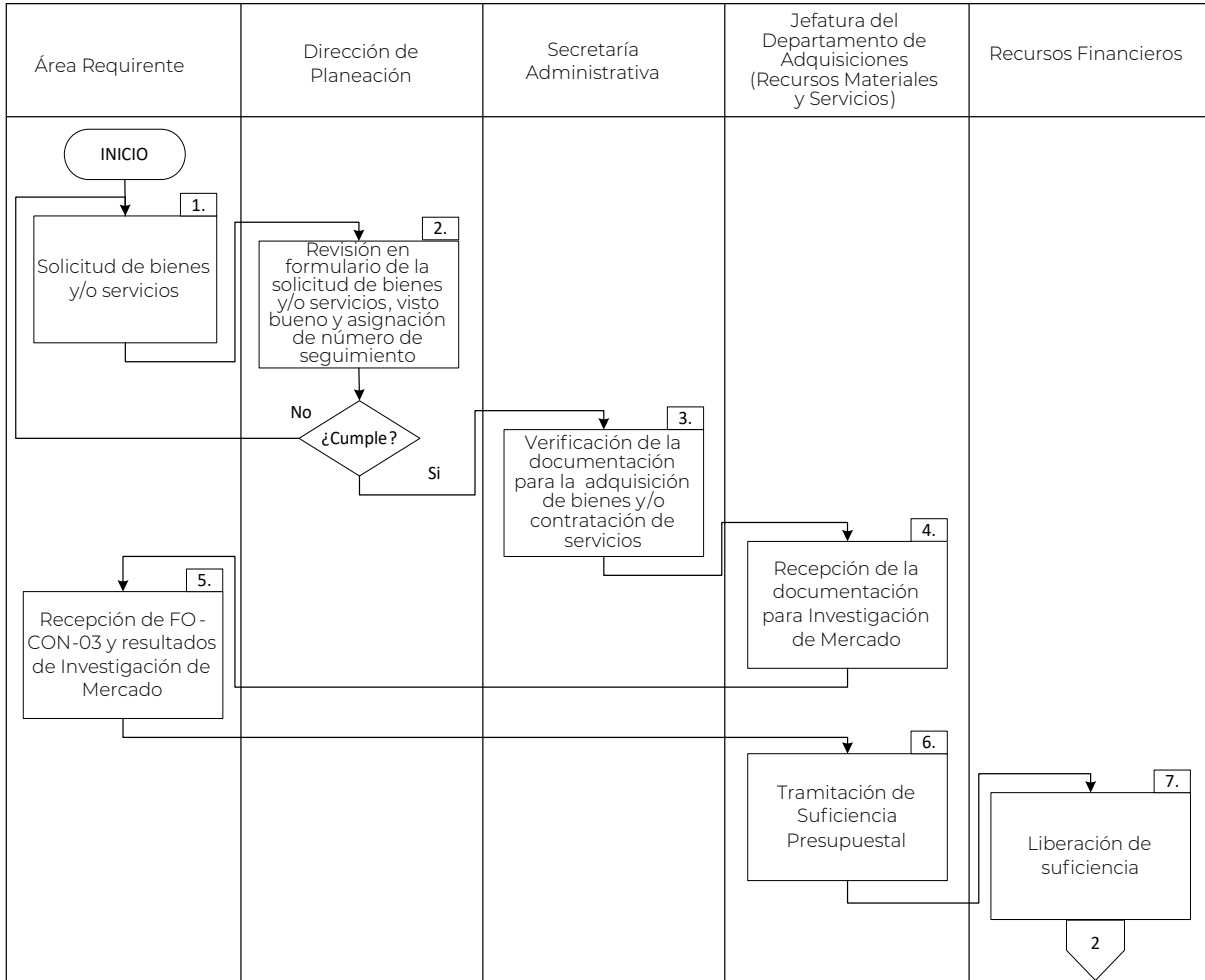 Área Requirente
Dirección de
Planeación
Secretaría
Administrativa
Jefatura del
Departamento de
Adquisiciones
(Recursos Materiales
y Servicios)
Recursos Financieros
INICIO
1.
Solicitud de bienes
y/o servicios
2.
Revisión en
formulario de la
solicitud de bienes
y/o servicios, visto
bueno y asignación
de número de
seguimiento
¿Cumple?
No
Si
3.
Verificación de la
documentación
para la adquisición
de bienes y/o
contratación de
servicios
4.
Recepción de la
documentación
para Investigación
de Mercado
5.
Recepción de FO-
CON-03 y resultados
de Investigación de
Mercado
6.
Tramitación de
Suficiencia
Presupuestal
7.
Liberación de
suficiencia
2